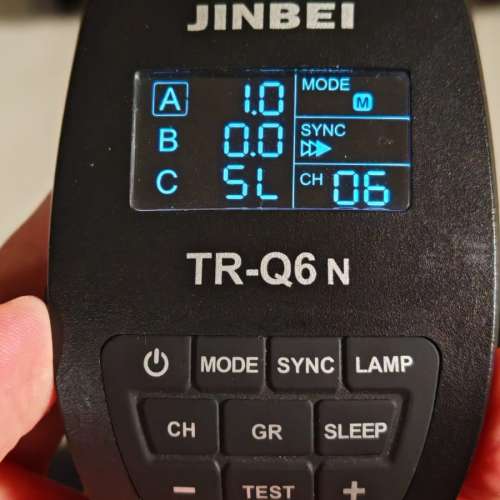 JINBEI
A 1.0 MODE
M
B 0.0 SYNC
C SL CH 06
TR-Q6 N
MODE SYNC LAMP
CH GR SLEEP
- TEST +